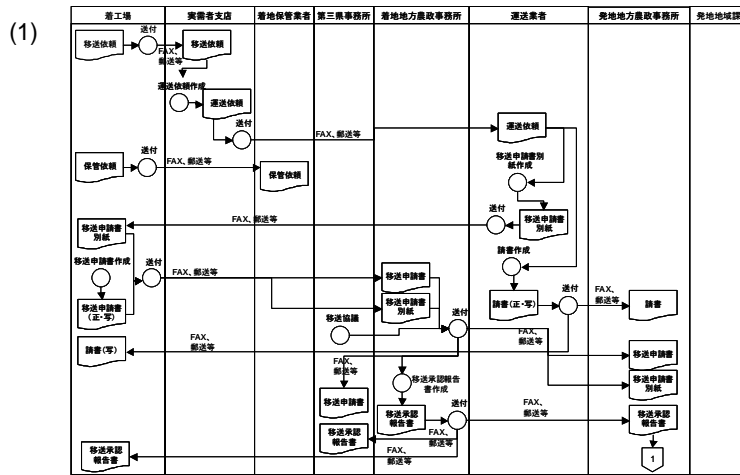 (1)
着工場 実需者支店 着地保管業者 第三県事務所 着地地方農政事務所 運送業者 発地地方農政事務所 発地地域課
送付
移送依頼
FAX、
郵送等
移送依頼
運送依頼作成
運送依頼
送付
FAX、郵送等
運送依頼
送付
保管依頼
FAX、郵送等
保管依頼
移送申請書別
紙作成
移送申請書
別紙
送付
FAX、郵送等
移送申請書
別紙
移送申請書作成
送付
移送申請書
(正・写)
FAX、郵送等
移送申請書
移送申請書
別紙
請書作成
請書(正・写)
送付
FAX、
郵送等
請書
移送協議
送付
FAX、
郵送等
請書(写)
FAX、
郵送等
FAX、
郵送等
移送申請書
移送申請書
移送申請書
別紙
移送承認報告
書作成
移送承認
報告書
送付
FAX、郵送等
移送承認
報告書
FAX、
郵送等
移送承認
報告書
FAX、
郵送等
移送承認
報告書
1